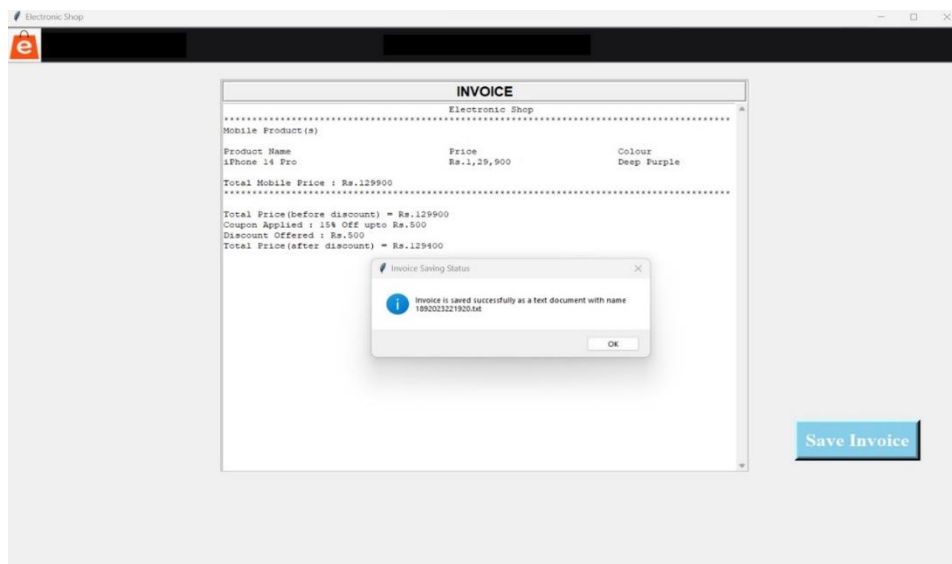 Electronic Shop
e
INVOICE
Electronic Shop
******************************************************************************************
Mobile Product(s)
Product Name Price Colour
iPhone 14 Pro Rs.1,29,900 Deep Purple
Total Mobile Price : Rs.129900
******************************************************************************************
Total Price(before discount) = Rs.129900
Coupon Applied : 15% Off upto Rs.500
Discount Offered : Rs.500
Total Price(after discount) = Rs.129400
Invoice Saving Status
Invoice is saved successfully as a text document with name
1892023221920.txt
OK
Save Invoice